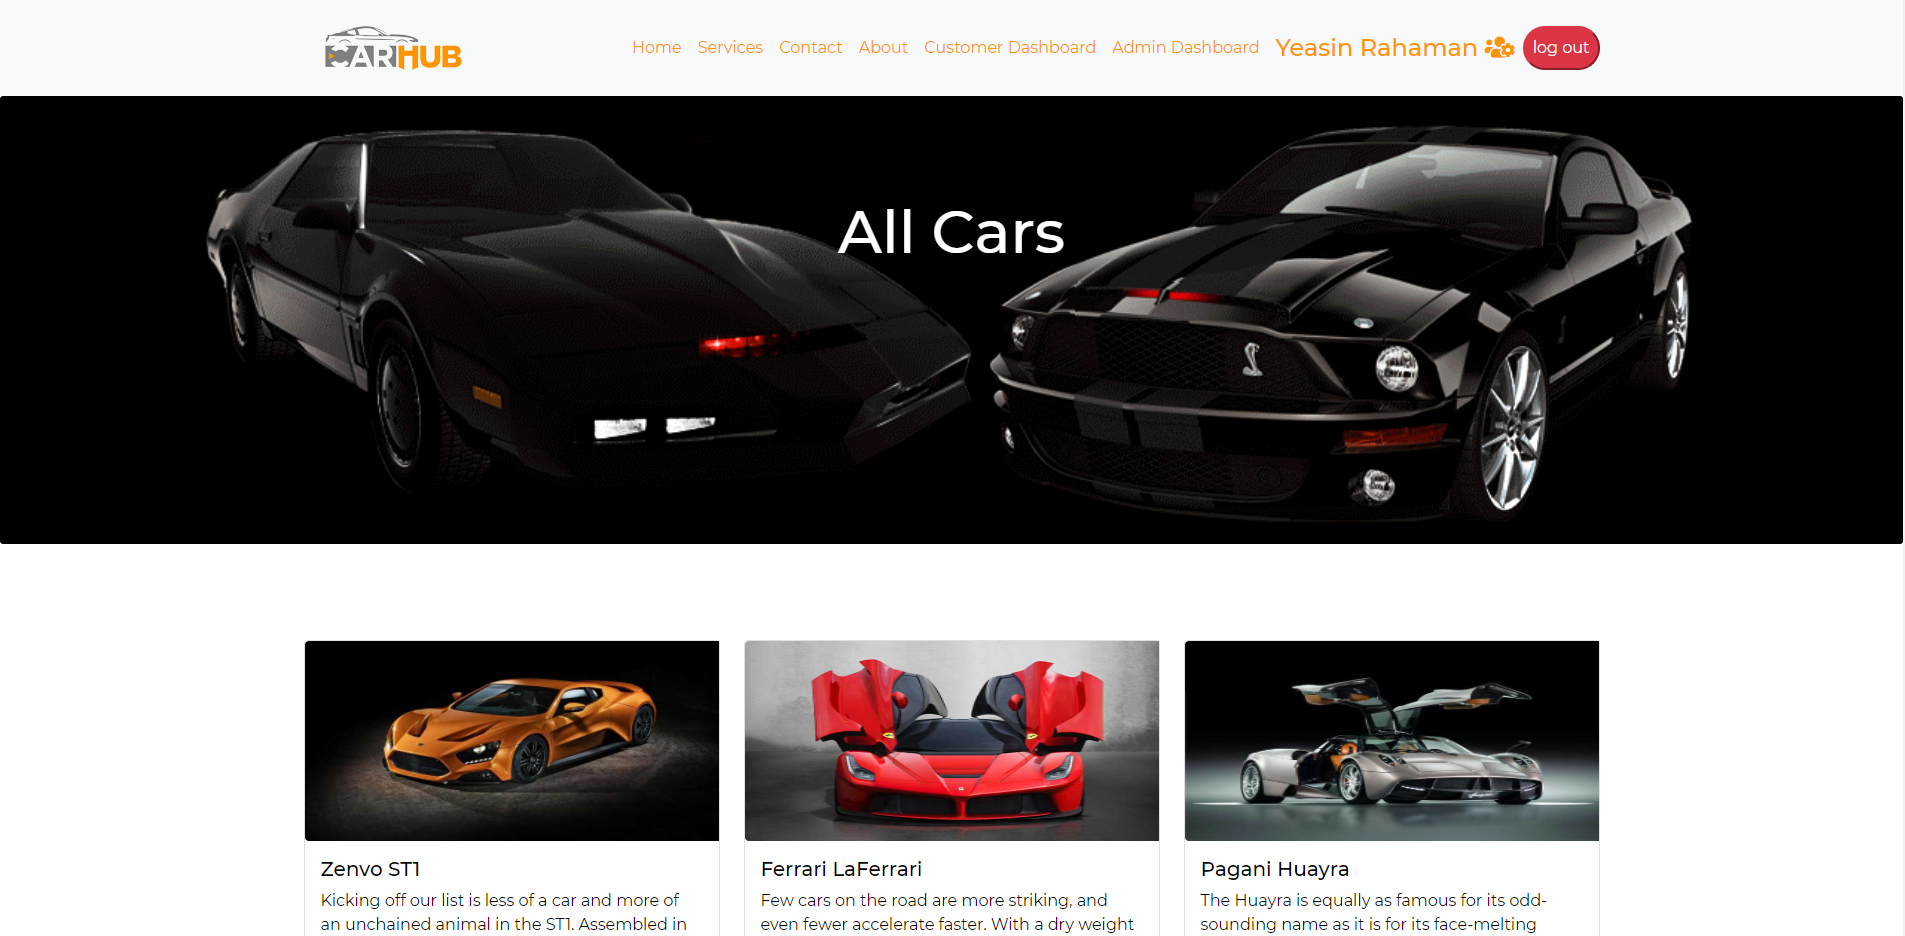 CARHUB
Home Services Contact About Customer Dashboard Admin Dashboard Yeasin Rahaman log out
All Cars
Zenvo ST1
Kicking off our list is less of a car and more of
an unchained animal in the ST1. Assembled in
Ferrari LaFerrari
Few cars on the road are more striking, and
even fewer accelerate faster. With a dry weight
Pagani Huayra
The Huayra is equally as famous for its odd-
sounding name as it is for its face-melting